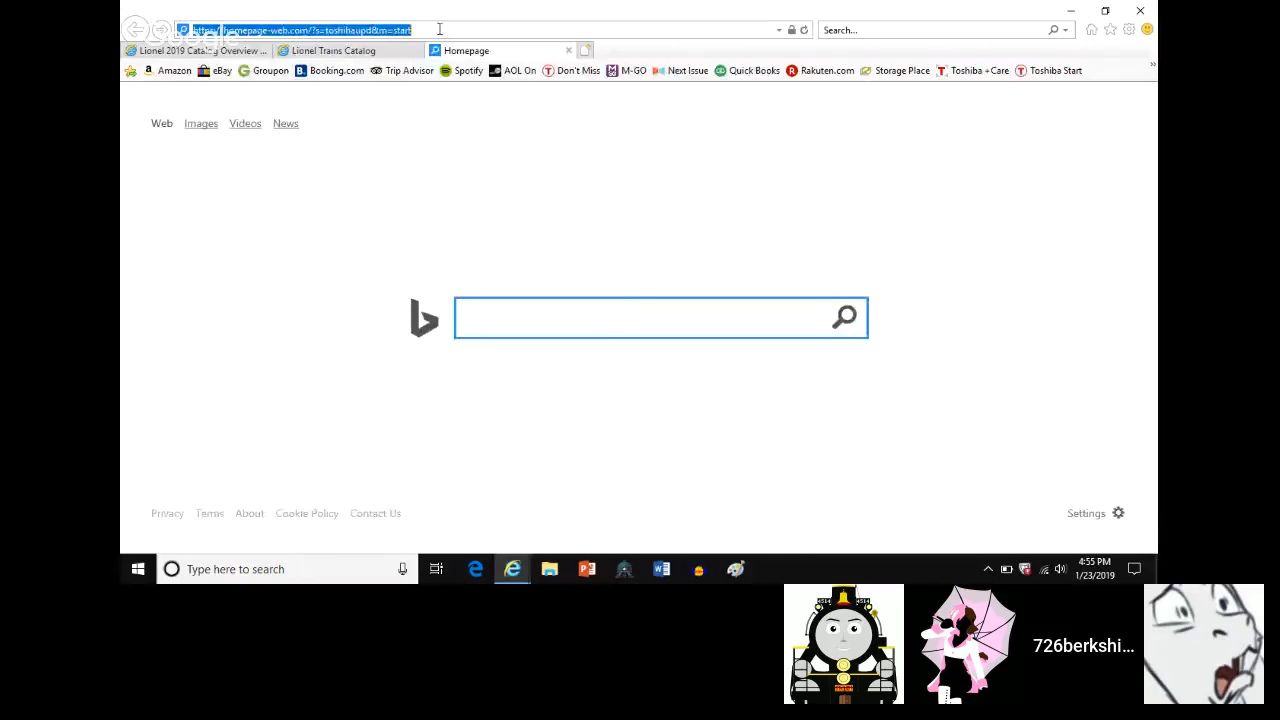 https://homepage-web.com/?s=toshibaupd&m=start
Search...
Google
Lionel 2019 Catalog Overview ...
Lionel Trains Catalog
Homepage
Amazon eBay Groupon Booking.com Trip Advisor Spotify AOL On Don't Miss M-GO Next Issue Quick Books Rakuten.com Storage Place Toshiba +Care Toshiba Start
Web Images Videos News
Privacy Terms About Cookie Policy Contact Us
Settings
Type here to search
4:55 PM
1/23/2019
726berkshi...